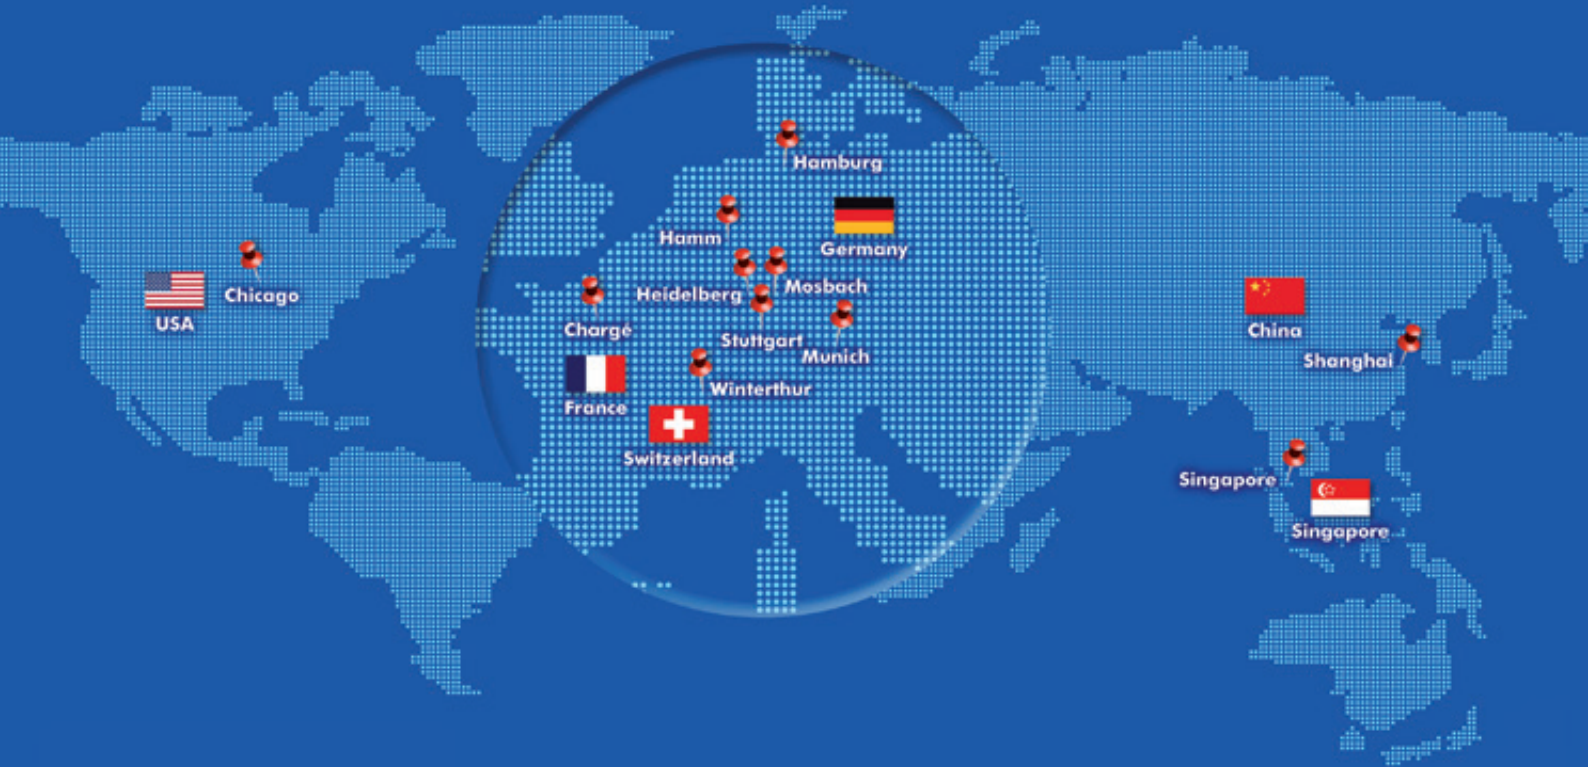 Hamburg
Hamm
Germany
Chicago
USA
Heidelberg
Mosbach
Chargé
Stuttgart
Munich
China
Shanghai
Winterthur
France
Switzerland
Singapore
Singapore